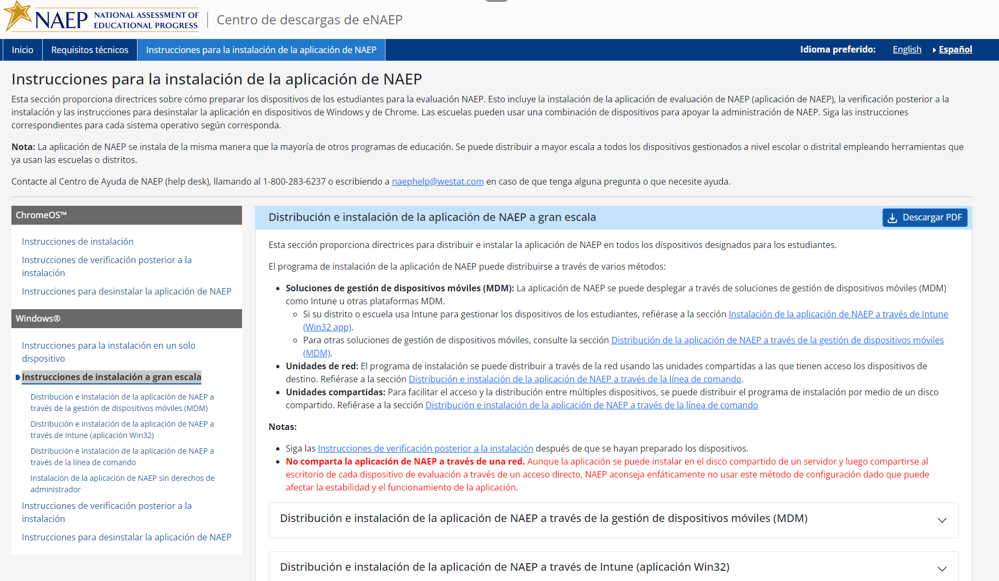 NAEP NATIONAL ASSESSMENT OF
EDUCATIONAL PROGRESS
Centro de descargas de eNAEP
Inicio
Requisitos técnicos
Instrucciones para la instalación de la aplicación de NAEP
Idioma preferido:
English
Español
Instrucciones para la instalación de la aplicación de NAEP
Esta sección proporciona directrices sobre cómo preparar los dispositivos de los estudiantes para la evaluación NAEP. Esto incluye la instalación de la aplicación de evaluación de NAEP (aplicación de NAEP), la verificación posterior a la
instalación y las instrucciones para desinstalar la aplicación en dispositivos de Windows y de Chrome. Las escuelas pueden usar una combinación de dispositivos para apoyar la administración de NAEP. Siga las instrucciones
correspondientes para cada sistema operativo según corresponda.
Nota: La aplicación de NAEP se instala de la misma manera que la mayoría de otros programas de educación. Se puede distribuir a mayor escala a todos los dispositivos gestionados a nivel escolar o distrital empleando herramientas que
ya usan las escuelas o distritos.
Contacte al Centro de Ayuda de NAEP (help desk), llamando al 1-800-283-6237 o escribiendo a naephelp@westat.com en caso de que tenga alguna pregunta o que necesite ayuda.
ChromeOS™
Instrucciones de instalación
Instrucciones de verificación posterior a la
instalación
Instrucciones para desinstalar la aplicación de NAEP
Windows®
Instrucciones para la instalación en un solo
dispositivo
Instrucciones de instalación a gran escala
Distribución e instalación de la aplicación de NAEP a
través de la gestión de dispositivos móviles (MDM)
Distribución e instalación de la aplicación de NAEP a
través de Intune (aplicación Win32)
Distribución e instalación de la aplicación de NAEP a
través de la línea de comando
Instalación de la aplicación de NAEP sin derechos de
administrador
Instrucciones de verificación posterior a la
instalación
Instrucciones para desinstalar la aplicación de NAEP
Distribución e instalación de la aplicación de NAEP a gran escala
Descargar PDF
Esta sección proporciona directrices para distribuir e instalar la aplicación de NAEP en todos los dispositivos designados para los estudiantes.
El programa de instalación de la aplicación de NAEP puede distribuirse a través de varios métodos:
Soluciones de gestión de dispositivos móviles (MDM): La aplicación de NAEP se puede desplegar a través de soluciones de gestión de dispositivos móviles (MDM)
como Intune u otras plataformas MDM.
Si su distrito o escuela usa Intune para gestionar los dispositivos de los estudiantes, refiérase a la sección Instalación de la aplicación de NAEP a través de Intune
(Win32 app).
Para otras soluciones de gestión de dispositivos móviles, consulte la sección Distribución de la aplicación de NAEP a través de la gestión de dispositivos móviles
(MDM).
Unidades de red: El programa de instalación se puede distribuir a través de la red usando las unidades compartidas a las que tienen acceso los dispositivos de
destino. Refiérase a la sección Distribución e instalación de la aplicación de NAEP a través de la línea de comando.
Unidades compartidas: Para facilitar el acceso y la distribución entre múltiples dispositivos, se puede distribuir el programa de instalación por medio de un disco
compartido. Refiérase a la sección Distribución e instalación de la aplicación de NAEP a través de la línea de comando
Notas:
Siga las Instrucciones de verificación posterior a la instalación después de que se hayan preparado los dispositivos.
No comparta la aplicación de NAEP a través de una red. Aunque la aplicación se puede instalar en el disco compartido de un servidor y luego compartirse al
escritorio de cada dispositivo de evaluación a través de un acceso directo, NAEP aconseja enfáticamente no usar este método de configuración dado que puede
afectar la estabilidad y el funcionamiento de la aplicación.
Distribución e instalación de la aplicación de NAEP a través de la gestión de dispositivos móviles (MDM)
Distribución e instalación de la aplicación de NAEP a través de Intune (aplicación Win32)